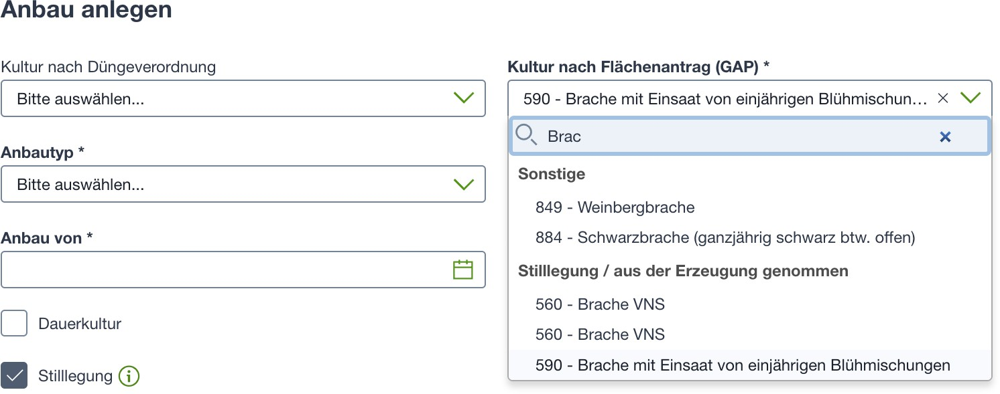 Anbau anlegen
Kultur nach Düngeverordnung
Bitte auswählen...
Anbautyp *
Bitte auswählen...
Anbau von *
Dauerkultur
Stilllegung
Kultur nach Flächenantrag (GAP) *
590 - Brache mit Einsaat von einjährigen Blühmischun...
Brac
Sonstige
849 - Weinbergbrache
884 - Schwarzbrache (ganzjährig schwarz btw. offen)
Stilllegung / aus der Erzeugung genommen
560 - Brache VNS
560 - Brache VNS
590 - Brache mit Einsaat von einjährigen Blühmischungen